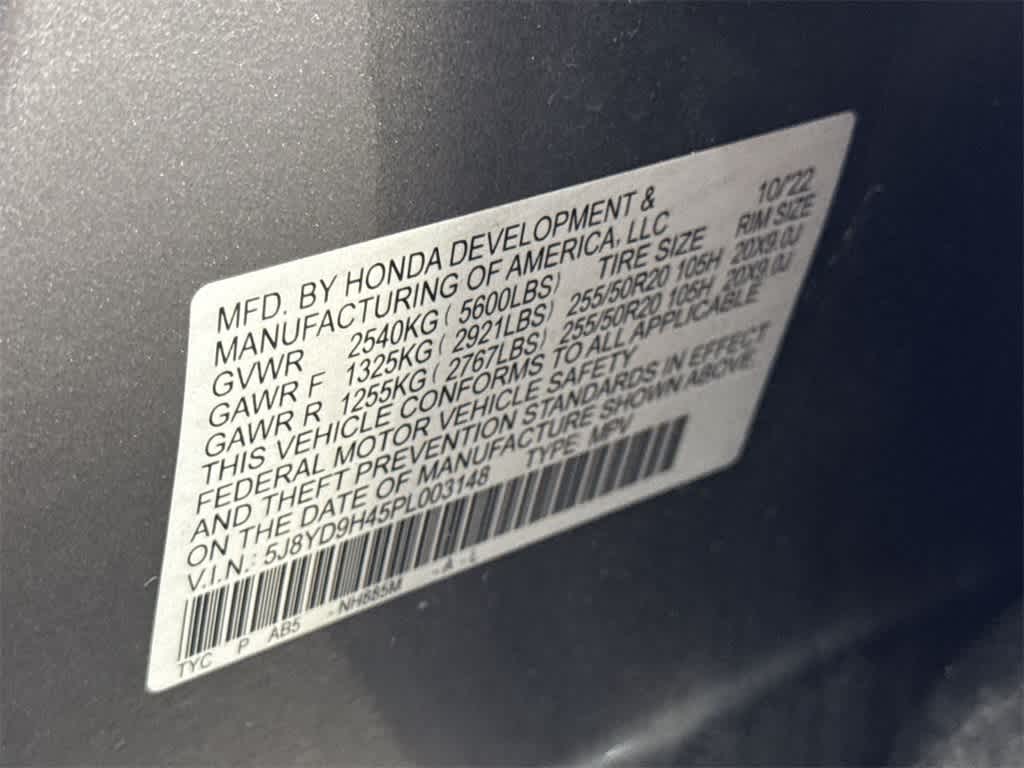 MFD. BY HONDA DEVELOPMENT & 10/22
MANUFACTURING OF AMERICA, LLC
GVWR 2540KG ( 5600LBS) TIRE SIZE RIM SIZE
GAWR F 1325KG ( 2921LBS) 255/50R20 105H 20X9.0J
GAWR R 1255KG ( 2767LBS) 255/50R20 105H 20X9.0J
THIS VEHICLE CONFORMS TO ALL APPLICABLE
FEDERAL MOTOR VEHICLE SAFETY
AND THEFT PREVENTION STANDARDS IN EFFECT
ON THE DATE OF MANUFACTURE SHOWN ABOVE.
V.I.N.: 5J8YD9H45PL003148 TYPE: MPV
TYC P AB5 -NH885M -A-L